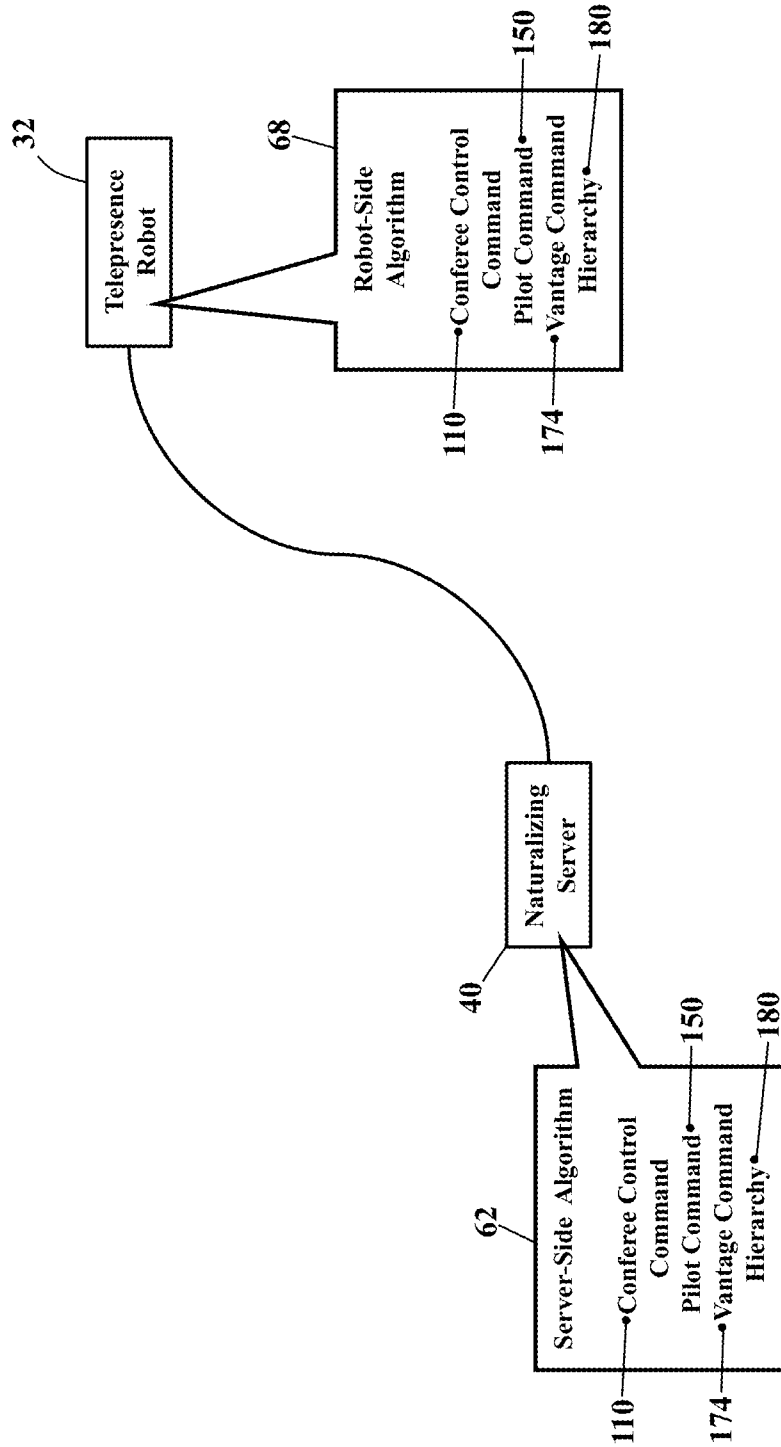 32
Telepresence
Robot
68
Robot-Side
Algorithm
110
Conferee Control
Command
Pilot Command
150
174
Vantage Command
Hierarchy
180
40
Naturalizing
Server
62
Server-Side Algorithm
110
Conferee Control
Command
Pilot Command
150
174
Vantage Command
Hierarchy
180